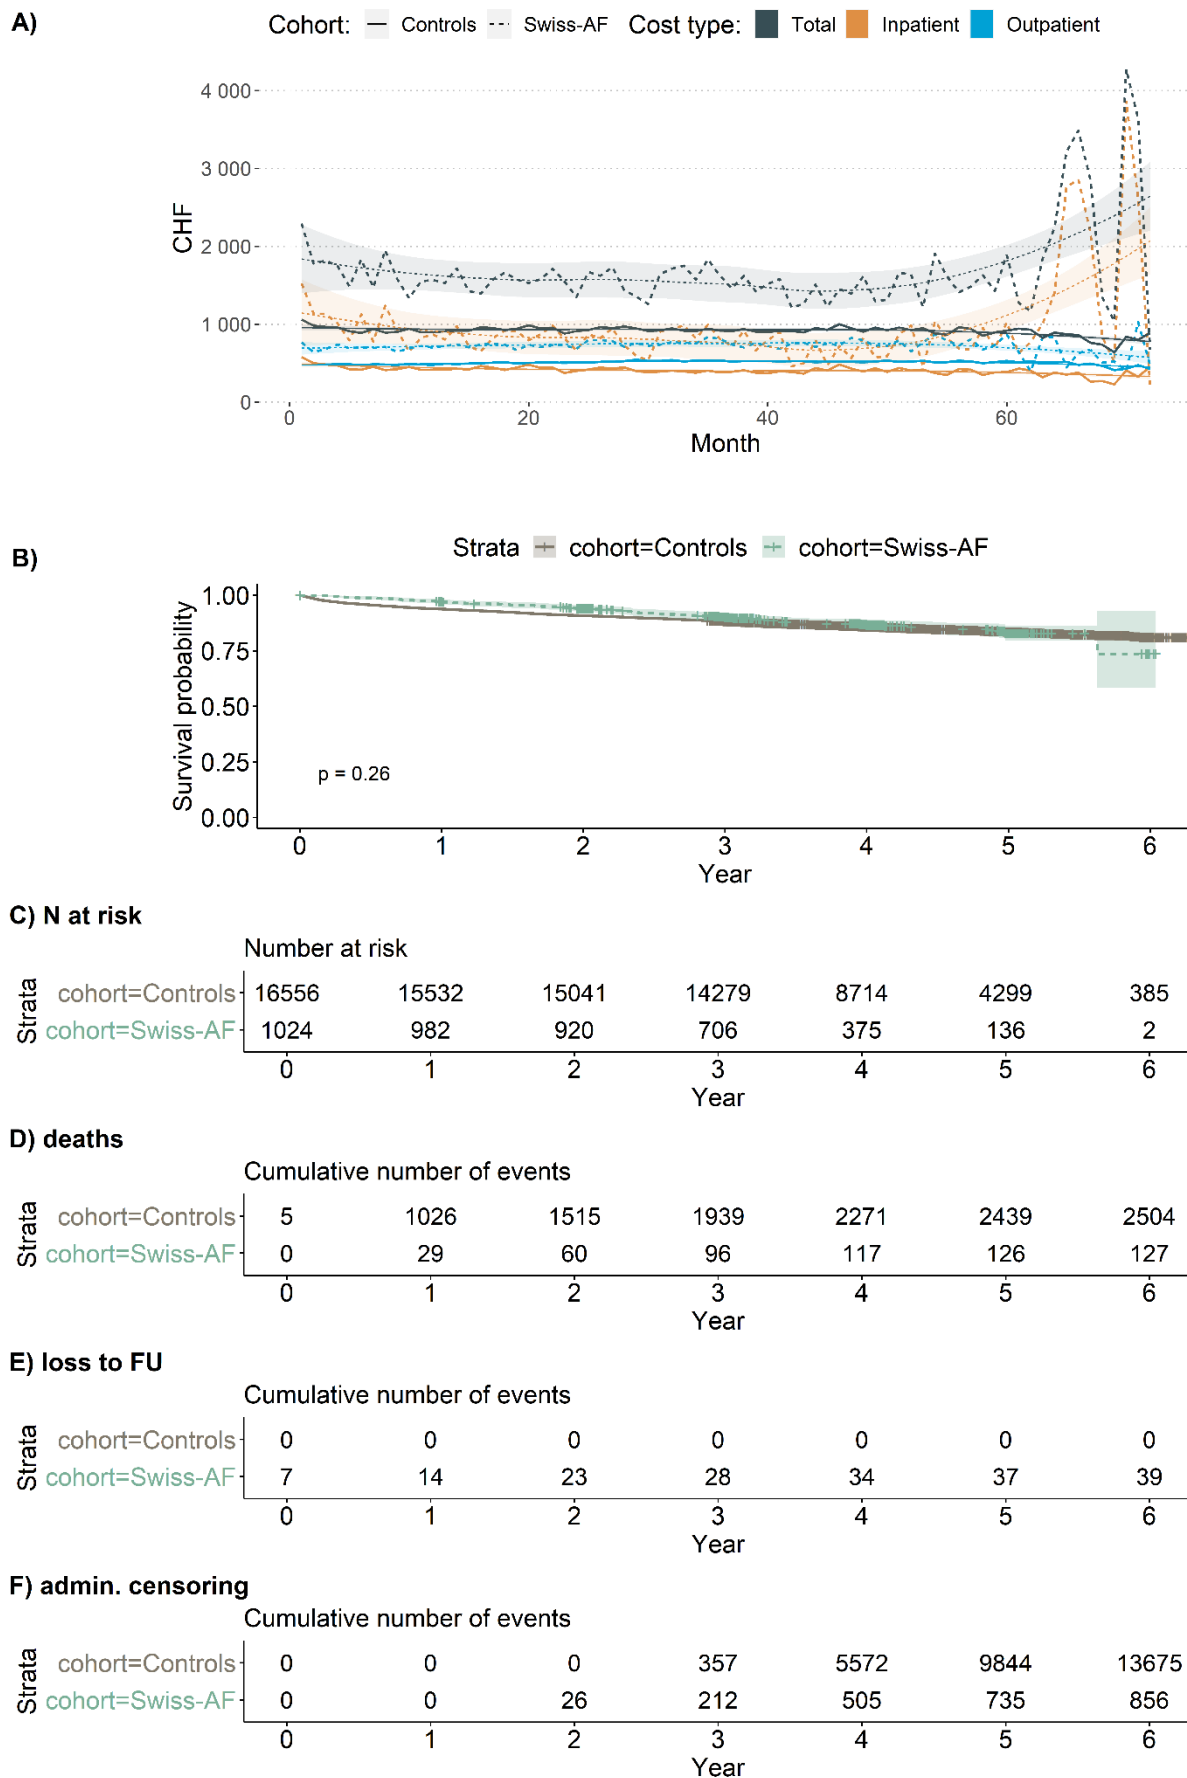 A)
Cohort: Controls Swiss-AF Cost type: Total Inpatient Outpatient
4 000
3 000
2 000
1 000
0
CHF
0 20 40 60
Month
B)
Strata cohort=Controls cohort=Swiss-AF
1.00
0.75
0.50
0.25
0.00
Survival probability
p = 0.26
0 1 2 3 4 5 6
Year
C) N at risk
Number at risk
Strata
cohort=Controls 16556 15532 15041 14279 8714 4299 385
cohort=Swiss-AF 1024 982 920 706 375 136 2
0 1 2 3 4 5 6
Year
D) deaths
Cumulative number of events
Strata
cohort=Controls 5 1026 1515 1939 2271 2439 2504
cohort=Swiss-AF 0 29 60 96 117 126 127
0 1 2 3 4 5 6
Year
E) loss to FU
Cumulative number of events
Strata
cohort=Controls 0 0 0 0 0 0 0
cohort=Swiss-AF 7 14 23 28 34 37 39
0 1 2 3 4 5 6
Year
F) admin. censoring
Cumulative number of events
Strata
cohort=Controls 0 0 0 357 5572 9844 13675
cohort=Swiss-AF 0 0 26 212 505 735 856
0 1 2 3 4 5 6
Year